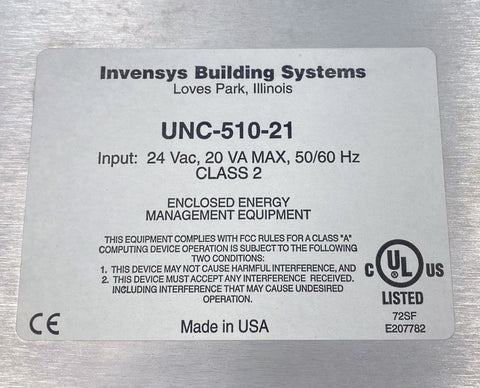 Invensys Building Systems
Loves Park, Illinois
UNC-510-21
Input: 24 Vac, 20 VA MAX, 50/60 Hz
CLASS 2
ENCLOSED ENERGY
MANAGEMENT EQUIPMENT
THIS EQUIPMENT COMPLIES WITH FCC RULES FOR A CLASS "A"
COMPUTING DEVICE OPERATION IS SUBJECT TO THE FOLLOWING
TWO CONDITIONS:
1. THIS DEVICE MAY NOT CAUSE HARMFUL INTERFERENCE, AND
2. THIS DEVICE MUST ACCEPT ANY INTERFERENCE RECEIVED.
INCLUDING INTERFERENCE THAT MAY CAUSE UNDESIRED
OPERATION.
C UL US
LISTED
72SF
E207782
CE
Made in USA